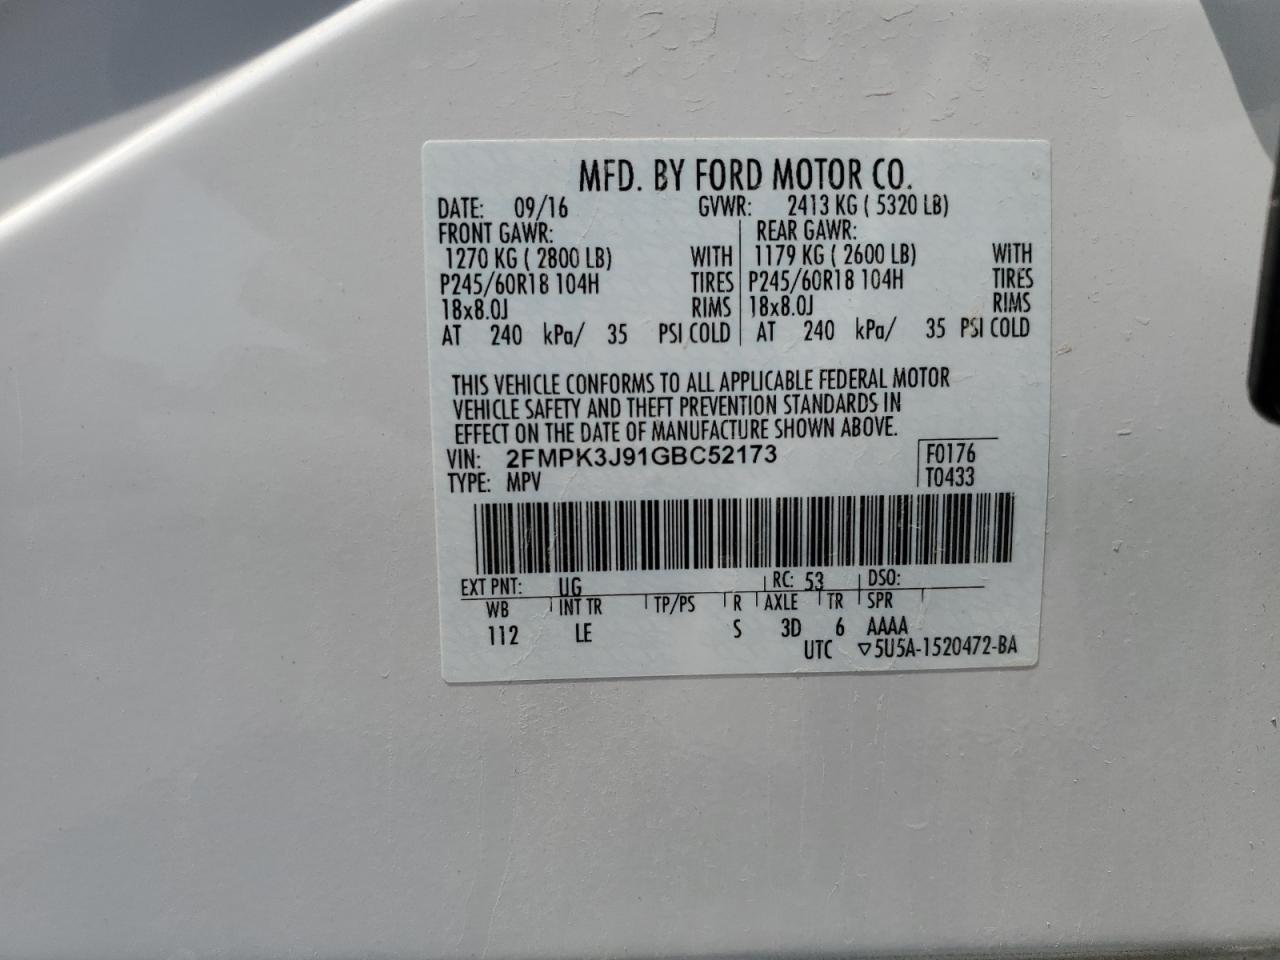 MFD. BY FORD MOTOR CO.
DATE: 09/16 GVWR: 2413 KG ( 5320 LB)
FRONT GAWR: REAR GAWR:
1270 KG ( 2800 LB) WITH 1179 KG ( 2600 LB) WITH
P245/60R18 104H TIRES P245/60R18 104H TIRES
18x8.0J RIMS 18x8.0J RIMS
AT 240 kPa/ 35 PSI COLD AT 240 kPa/ 35 PSI COLD
THIS VEHICLE CONFORMS TO ALL APPLICABLE FEDERAL MOTOR
VEHICLE SAFETY AND THEFT PREVENTION STANDARDS IN
EFFECT ON THE DATE OF MANUFACTURE SHOWN ABOVE.
VIN: 2FMPK3J91GBC52173 F0176
TYPE: MPV T0433
EXT PNT: UG RC: 53 DSO:
WB INT TR TP/PS R AXLE TR SPR
112 LE S 3D 6 AAAA
UTC ▽5U5A-1520472-BA